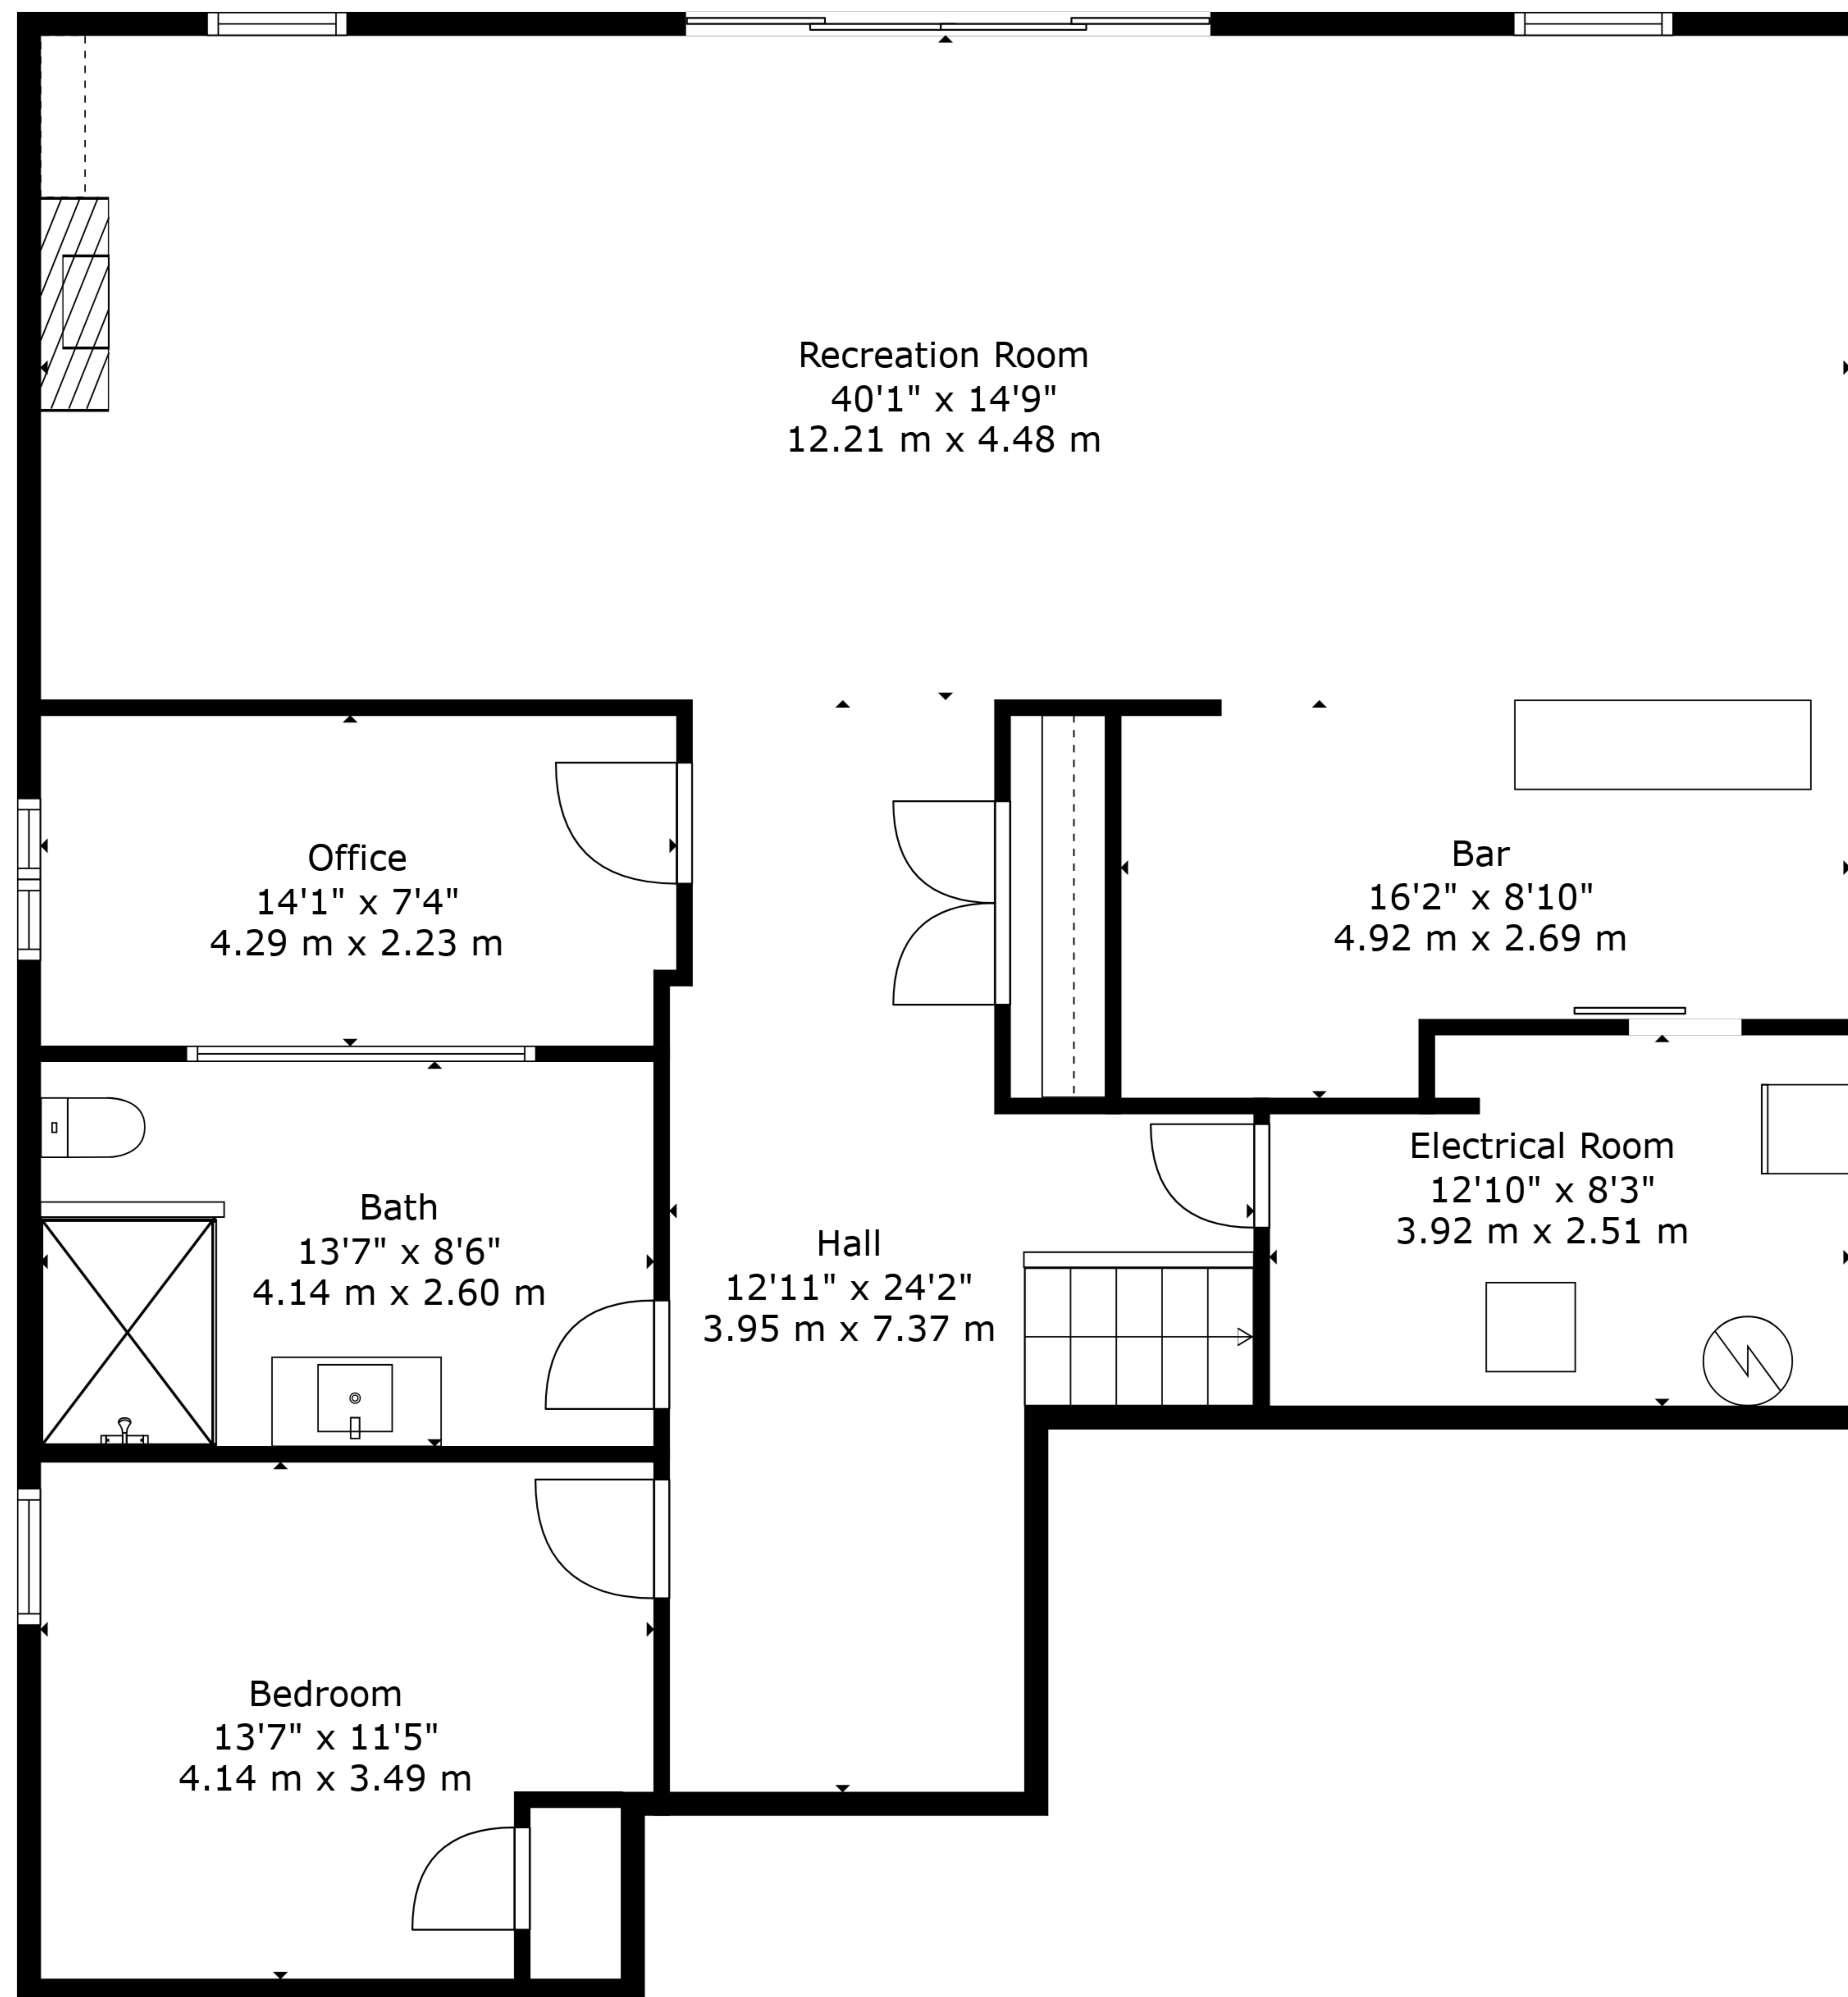 Recreation Room
40'1" x 14'9"
12.21 m x 4.48 m
Office
14'1" x 7'4"
4.29 m x 2.23 m
Bar
16'2" x 8'10"
4.92 m x 2.69 m
Bath
13'7" x 8'6"
4.14 m x 2.60 m
Hall
12'11" x 24'2"
3.95 m x 7.37 m
Electrical Room
12'10" x 8'3"
3.92 m x 2.51 m
Bedroom
13'7" x 11'5"
4.14 m x 3.49 m